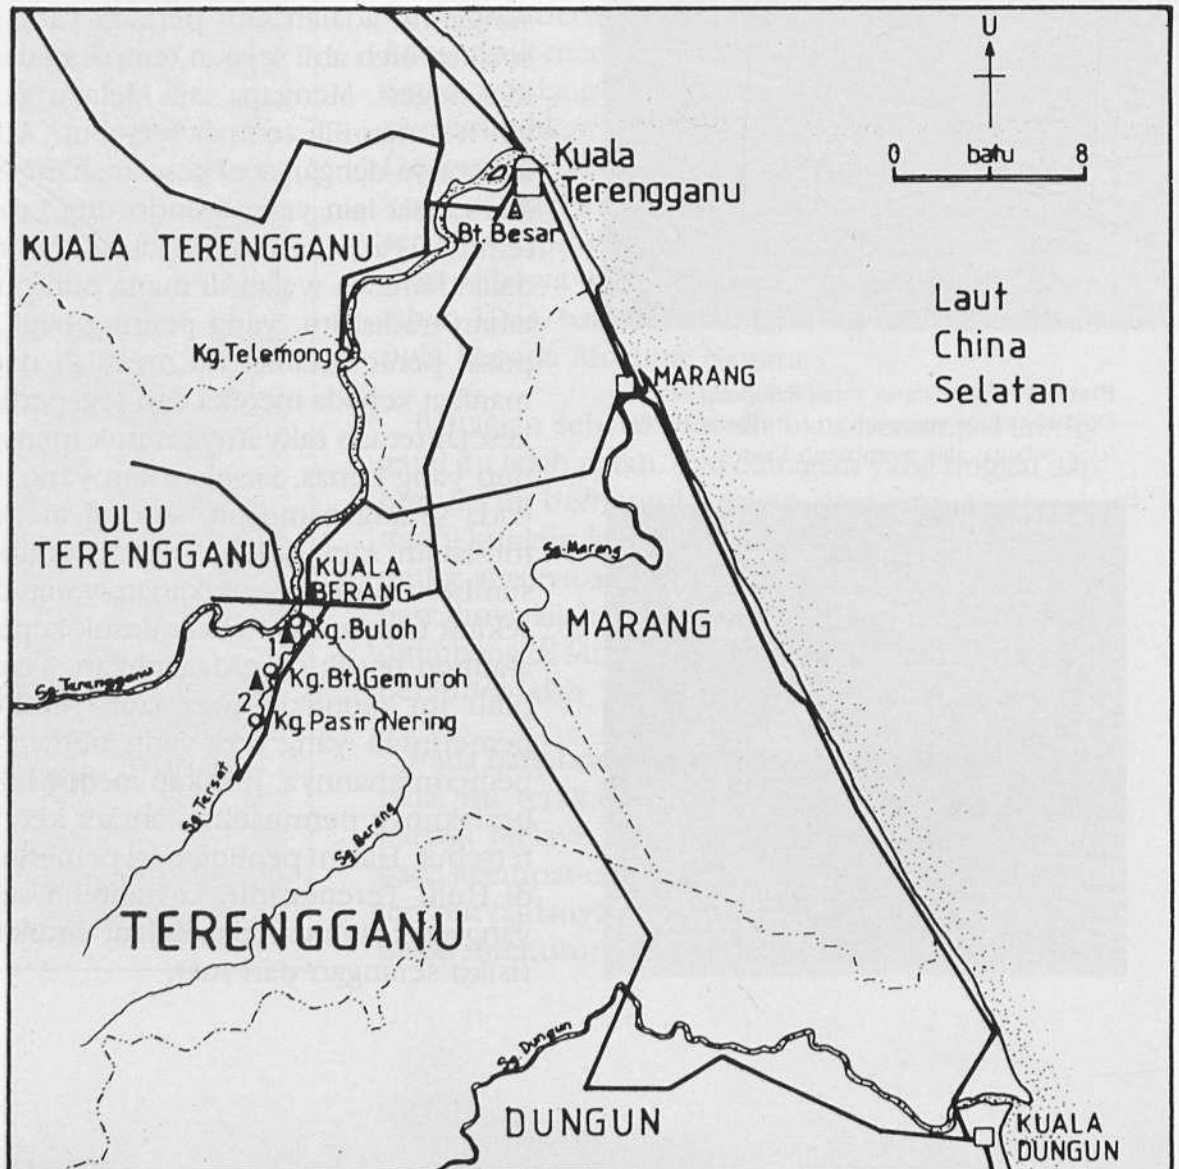 U
0 batu 8
Kuala
Terengganu
Bt. Besar
KUALA TERENGGANU
Laut
China
Selatan
Kg.Telemong
MARANG
ULU
TERENGGANU
Sg. Marang
KUALA
BERANG
MARANG
Kg. Buloh
1
Sg. Terengganu
Kg. Bt. Gemuroh
2
Kg. Pasir Nering
Sg. Tersat
Sg. Barang
TERENGGANU
Sg. Dungun
DUNGUN
KUALA
DUNGUN